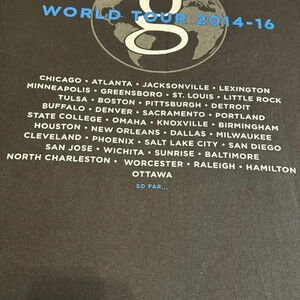 g
WORLD TOUR 2014-16
CHICAGO • ATLANTA • JACKSONVILLE • LEXINGTON
MINNEAPOLIS • GREENSBORO • ST. LOUIS • LITTLE ROCK
TULSA • BOSTON • PITTSBURGH • DETROIT
BUFFALO • DENVER • SACRAMENTO • PORTLAND
STATE COLLEGE • OMAHA • KNOXVILLE • BIRMINGHAM
HOUSTON • NEW ORLEANS • DALLAS • MILWAUKEE
CLEVELAND • PHOENIX • SALT LAKE CITY • SAN DIEGO
SAN JOSE • WICHITA • SUNRISE • BALTIMORE
NORTH CHARLESTON • WORCESTER • RALEIGH • HAMILTON
OTTAWA
SO FAR...